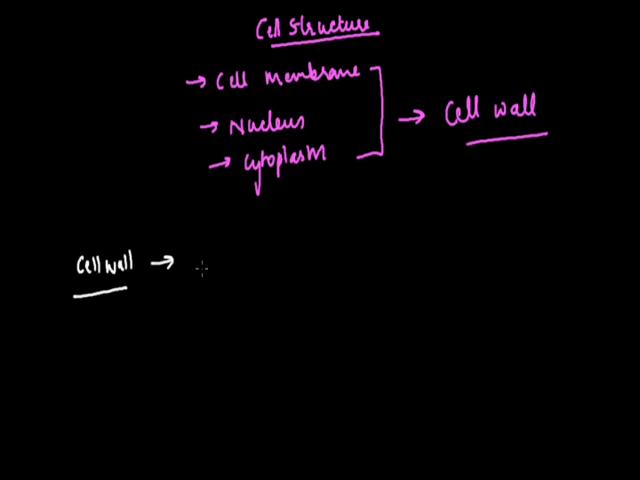 Cell Structure
→ Cell Membrane
→ Nucleus
→ Cytoplasm
→ Cell Wall
Cell Wall →